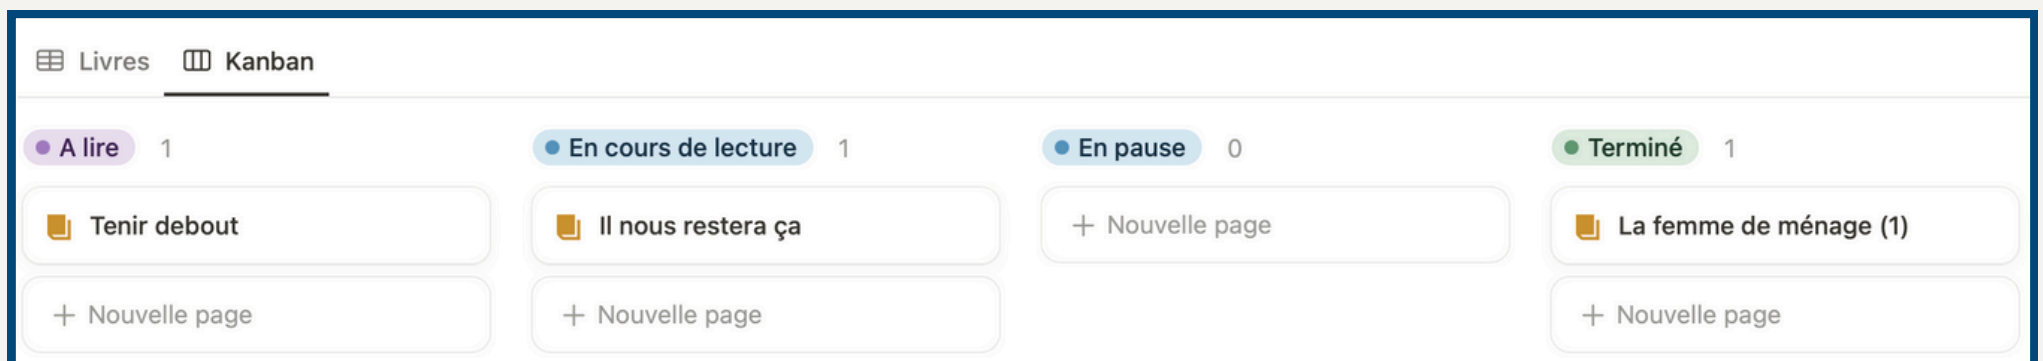 Livres Kanban
A lire 1
Tenir debout
+ Nouvelle page
En cours de lecture 1
Il nous restera ça
+ Nouvelle page
En pause 0
+ Nouvelle page
Terminé 1
La femme de ménage (1)
+ Nouvelle page